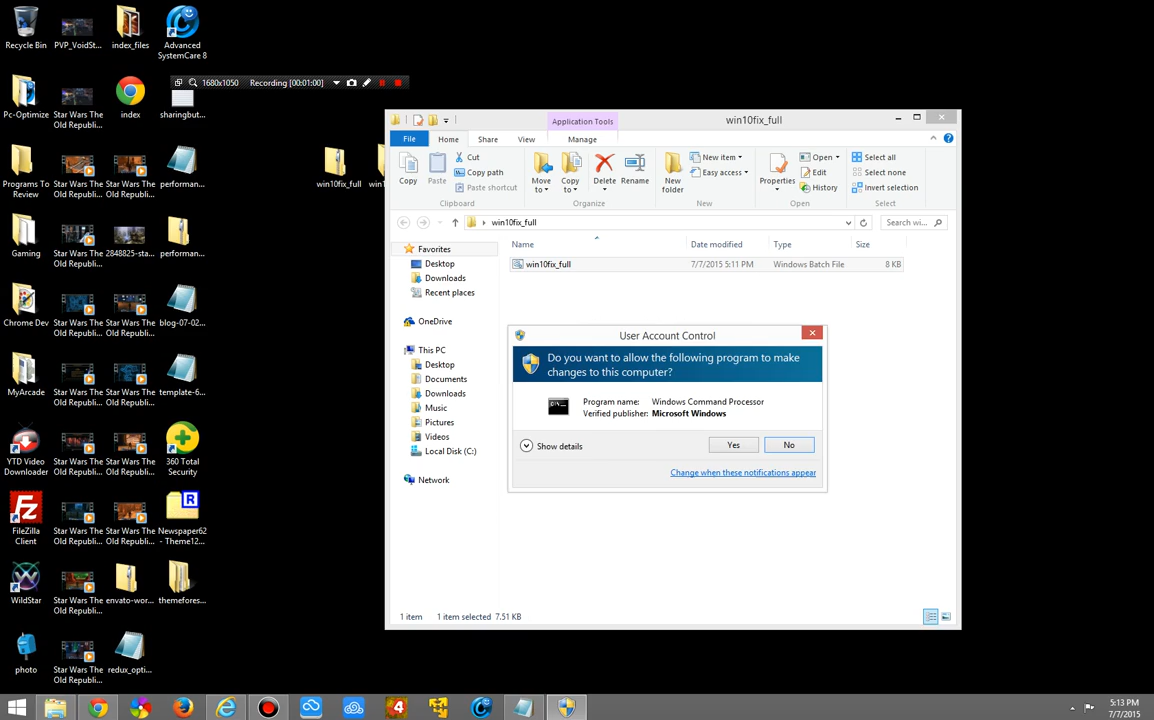 Recycle Bin
PVP_VoidSt...
index_files
Advanced
SystemCare 8
Pc-Optimize
Star Wars The
Old Republi...
index
sharingbut...
Programs To
Review
Star Wars The
Old Republi...
Star Wars The
Old Republi...
performan...
Gaming
Star Wars The
Old Republi...
2848825-sta...
performan...
Chrome Dev
Star Wars The
Old Republi...
Star Wars The
Old Republi...
blog-07-02...
MyArcade
Star Wars The
Old Republi...
Star Wars The
Old Republi...
template-6...
YTD Video
Downloader
Star Wars The
Old Republi...
Star Wars The
Old Republi...
360 Total
Security
FileZilla
Client
Star Wars The
Old Republi...
Star Wars The
Old Republi...
Newspaper62
- Theme12...
WildStar
Star Wars The
Old Republi...
envato-wor...
themefores...
photo
Star Wars The
Old Republi...
redux_opti...
1680x1050 Recording [00:01:00]
win10fix_full
Application Tools win10fix_full
File Home Share View Manage
Copy
Paste
Cut
Copy path
Paste shortcut
Clipboard
Move
to
Copy
to
Delete
Rename
Organize
New
folder
New item
Easy access
New
Properties
Open
Edit
History
Open
Select all
Select none
Invert selection
Select
win10fix_full
Search wi...
Favorites
Desktop
Downloads
Recent places
OneDrive
This PC
Desktop
Documents
Downloads
Music
Pictures
Videos
Local Disk (C:)
Network
Name Date modified Type Size
win10fix_full 7/7/2015 5:11 PM Windows Batch File 8 KB
User Account Control
Do you want to allow the following program to make
changes to this computer?
Program name: Windows Command Processor
Verified publisher: Microsoft Windows
Show details
Yes
No
Change when these notifications appear
1 item 1 item selected 7.51 KB
5:13 PM
7/7/2015